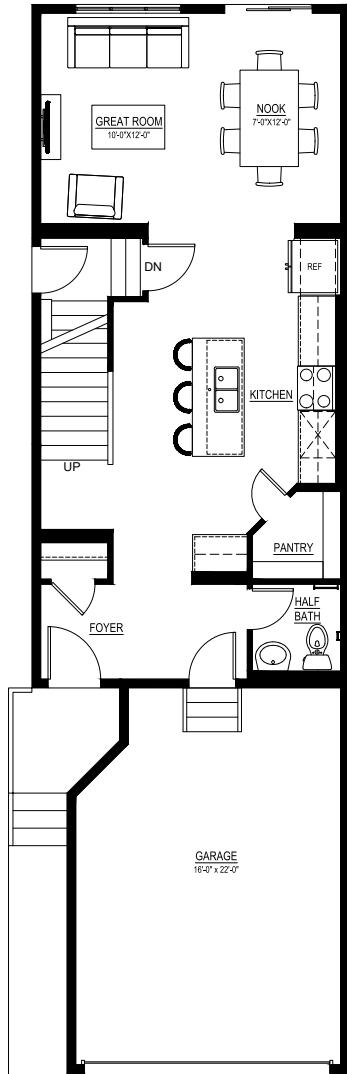 GREAT ROOM
10'-0"X12'-0"
NOOK
7'-0"X12'-0"
DN
REF
KITCHEN
UP
PANTRY
HALF
BATH
FOYER
GARAGE
16'-0" x 22'-0"